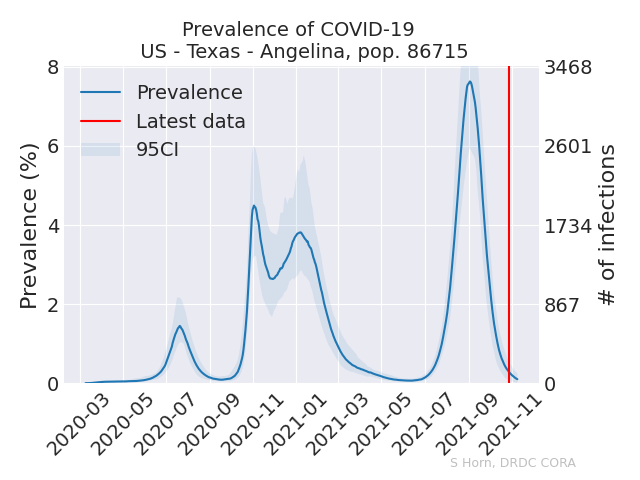 Prevalence of COVID-19
US - Texas - Angelina, pop. 86715
Prevalence
Latest data
95CI
Prevalence (%)
8
6
4
2
0
3468
2601
1734
867
0
# of infections
2020-03
2020-05
2020-07
2020-09
2020-11
2021-01
2021-03
2021-05
2021-07
2021-09
2021-11
S Horn, DRDC CORA